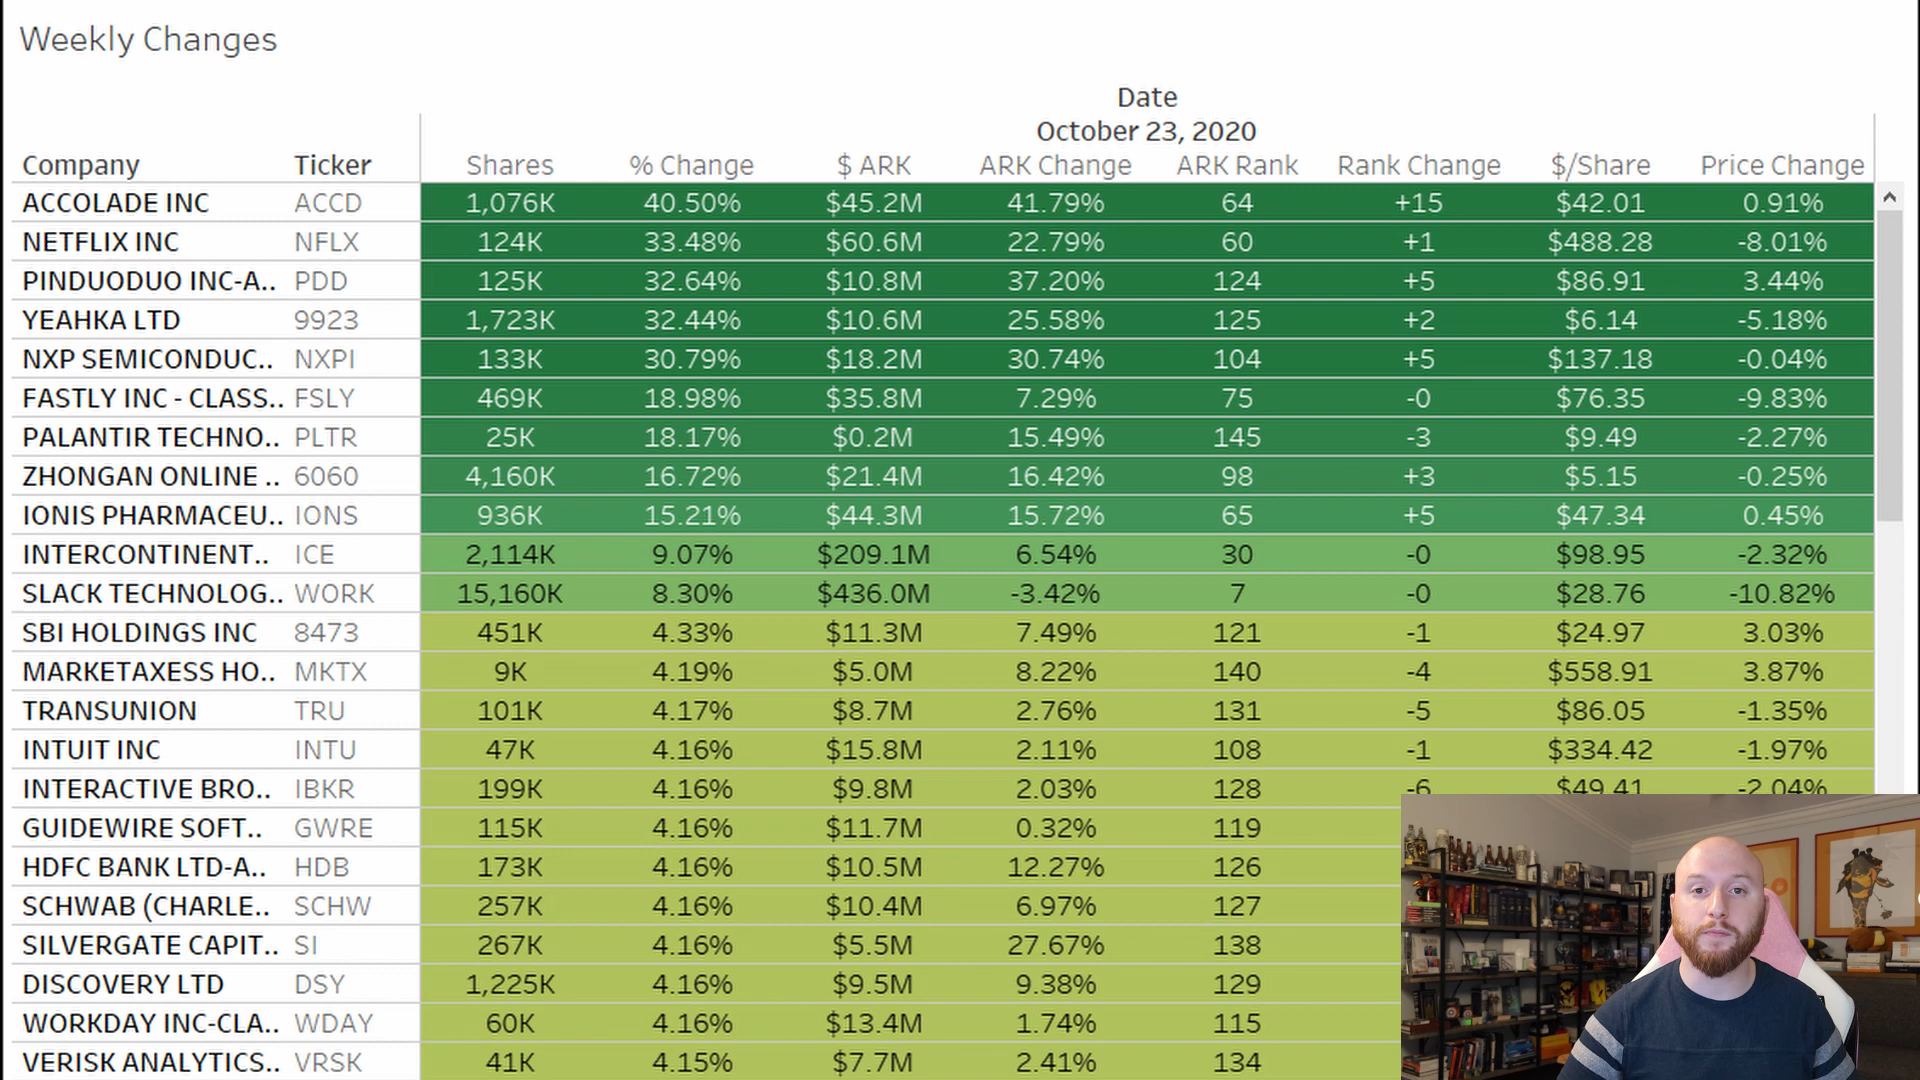 Weekly Changes
Date
October 23, 2020
Company Ticker Shares % Change $ ARK ARK Change ARK Rank Rank Change $/Share Price Change
ACCOLADE INC ACCD 1,076K 40.50% $45.2M 41.79% 64 +15 $42.01 0.91%
NETFLIX INC NFLX 124K 33.48% $60.6M 22.79% 60 +1 $488.28 -8.01%
PINDUODUO INC-A.. PDD 125K 32.64% $10.8M 37.20% 124 +5 $86.91 3.44%
YEAHKA LTD 9923 1,723K 32.44% $10.6M 25.58% 125 +2 $6.14 -5.18%
NXP SEMICONDUC.. NXPI 133K 30.79% $18.2M 30.74% 104 +5 $137.18 -0.04%
FASTLY INC - CLASS.. FSLY 469K 18.98% $35.8M 7.29% 75 -0 $76.35 -9.83%
PALANTIR TECHNO.. PLTR 25K 18.17% $0.2M 15.49% 145 -3 $9.49 -2.27%
ZHONGAN ONLINE .. 6060 4,160K 16.72% $21.4M 16.42% 98 +3 $5.15 -0.25%
IONIS PHARMACEU.. IONS 936K 15.21% $44.3M 15.72% 65 +5 $47.34 0.45%
INTERCONTINENT.. ICE 2,114K 9.07% $209.1M 6.54% 30 -0 $98.95 -2.32%
SLACK TECHNOLOG.. WORK 15,160K 8.30% $436.0M -3.42% 7 -0 $28.76 -10.82%
SBI HOLDINGS INC 8473 451K 4.33% $11.3M 7.49% 121 -1 $24.97 3.03%
MARKETAXESS HO.. MKTX 9K 4.19% $5.0M 8.22% 140 -4 $558.91 3.87%
TRANSUNION TRU 101K 4.17% $8.7M 2.76% 131 -5 $86.05 -1.35%
INTUIT INC INTU 47K 4.16% $15.8M 2.11% 108 -1 $334.42 -1.97%
INTERACTIVE BRO.. IBKR 199K 4.16% $9.8M 2.03% 128 -6 $49.41 -2.04%
GUIDEWIRE SOFT.. GWRE 115K 4.16% $11.7M 0.32% 119
HDFC BANK LTD-A.. HDB 173K 4.16% $10.5M 12.27% 126
SCHWAB (CHARLE.. SCHW 257K 4.16% $10.4M 6.97% 127
SILVERGATE CAPIT.. SI 267K 4.16% $5.5M 27.67% 138
DISCOVERY LTD DSY 1,225K 4.16% $9.5M 9.38% 129
WORKDAY INC-CLA.. WDAY 60K 4.16% $13.4M 1.74% 115
VERISK ANALYTICS.. VRSK 41K 4.15% $7.7M 2.41% 134